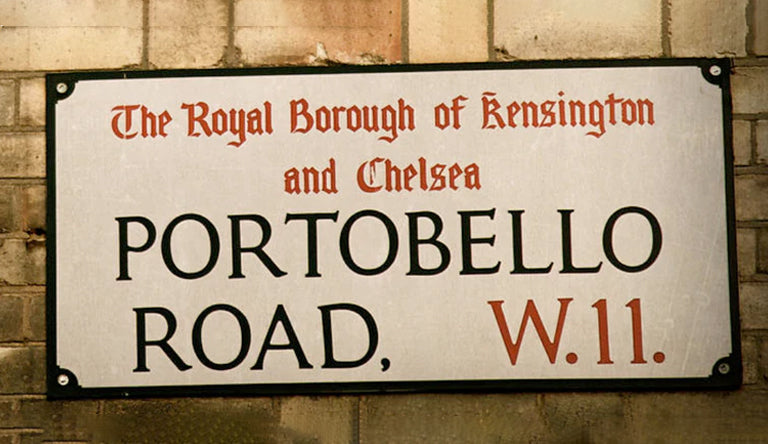 The Royal Borough of Kensington
and Chelsea
PORTOBELLO
ROAD, W.11.